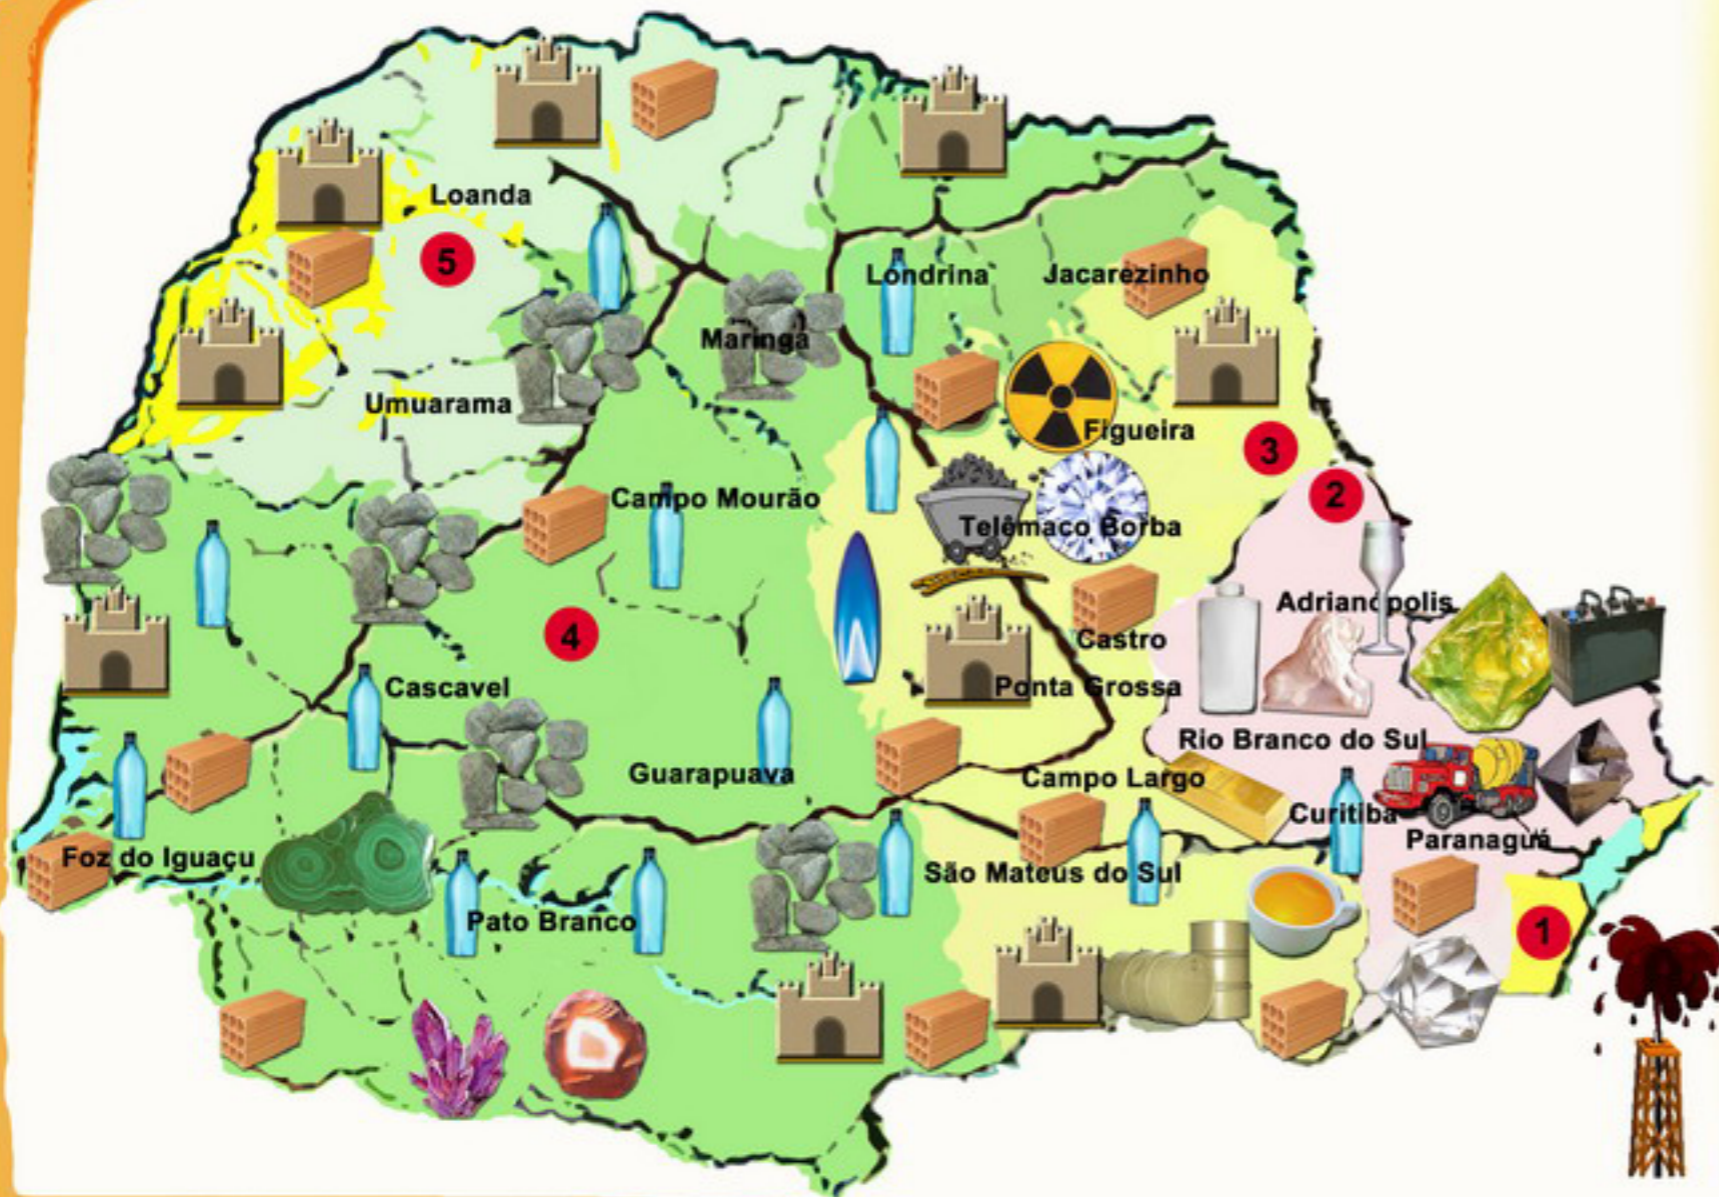 Loanda
5
Londrina
Jacarezinho
Maringá
Umuarama
Figueira
3
2
Campo Mourão
Telêmaco Borba
Adrianópolis
4
Castro
Cascavel
Ponta Grossa
Rio Branco do Sul
Guarapuava
Campo Largo
Curitiba
Paranaguá
Foz do Iguaçu
São Mateus do Sul
Pato Branco
1